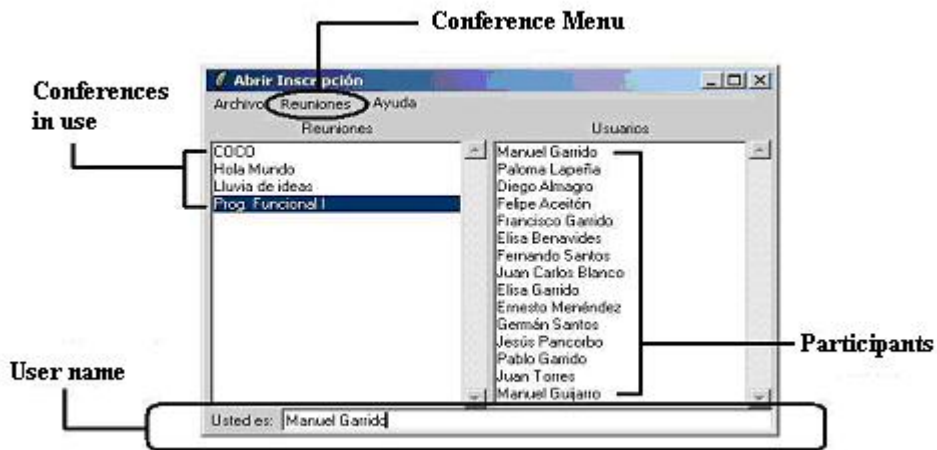 Conference Menu
Abrir Inscripción
Conferences
in use
Archivo Reuniones Ayuda
Reuniones
Usuarios
COCO
Hola Mundo
Lluvia de ideas
Prog. Funcional I
Manuel Garrido
Paloma Lapeña
Diego Almagro
Felipe Aceitón
Francisco Garrido
Elisa Benavides
Fernando Santos
Juan Carlos Blanco
Elisa Garrido
Ernesto Menéndez
Germán Santos
Jesús Pancorbo
Pablo Garrido
Juan Torres
Manuel Guijarro
Participants
User name
Usted es: Manuel Garrido